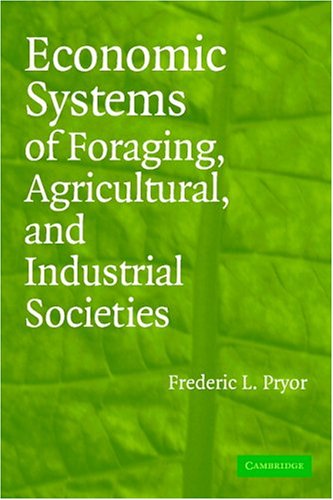 Economic
Systems
of Foraging,
Agricultural,
and
Industrial
Societies
Frederic L. Pryor
CAMBRIDGE